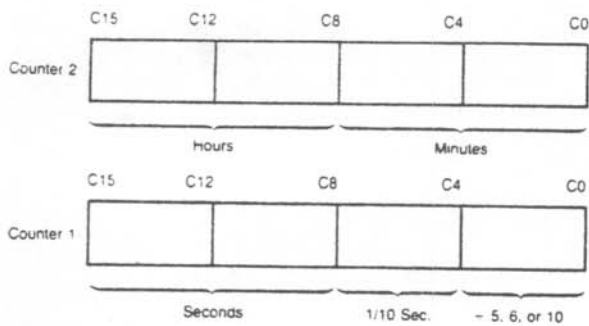 C15 C12 C8 C4 C0
Counter 2
Hours Minutes
C15 C12 C8 C4 C0
Counter 1
Seconds 1/10 Sec. ÷ 5, 6, or 10